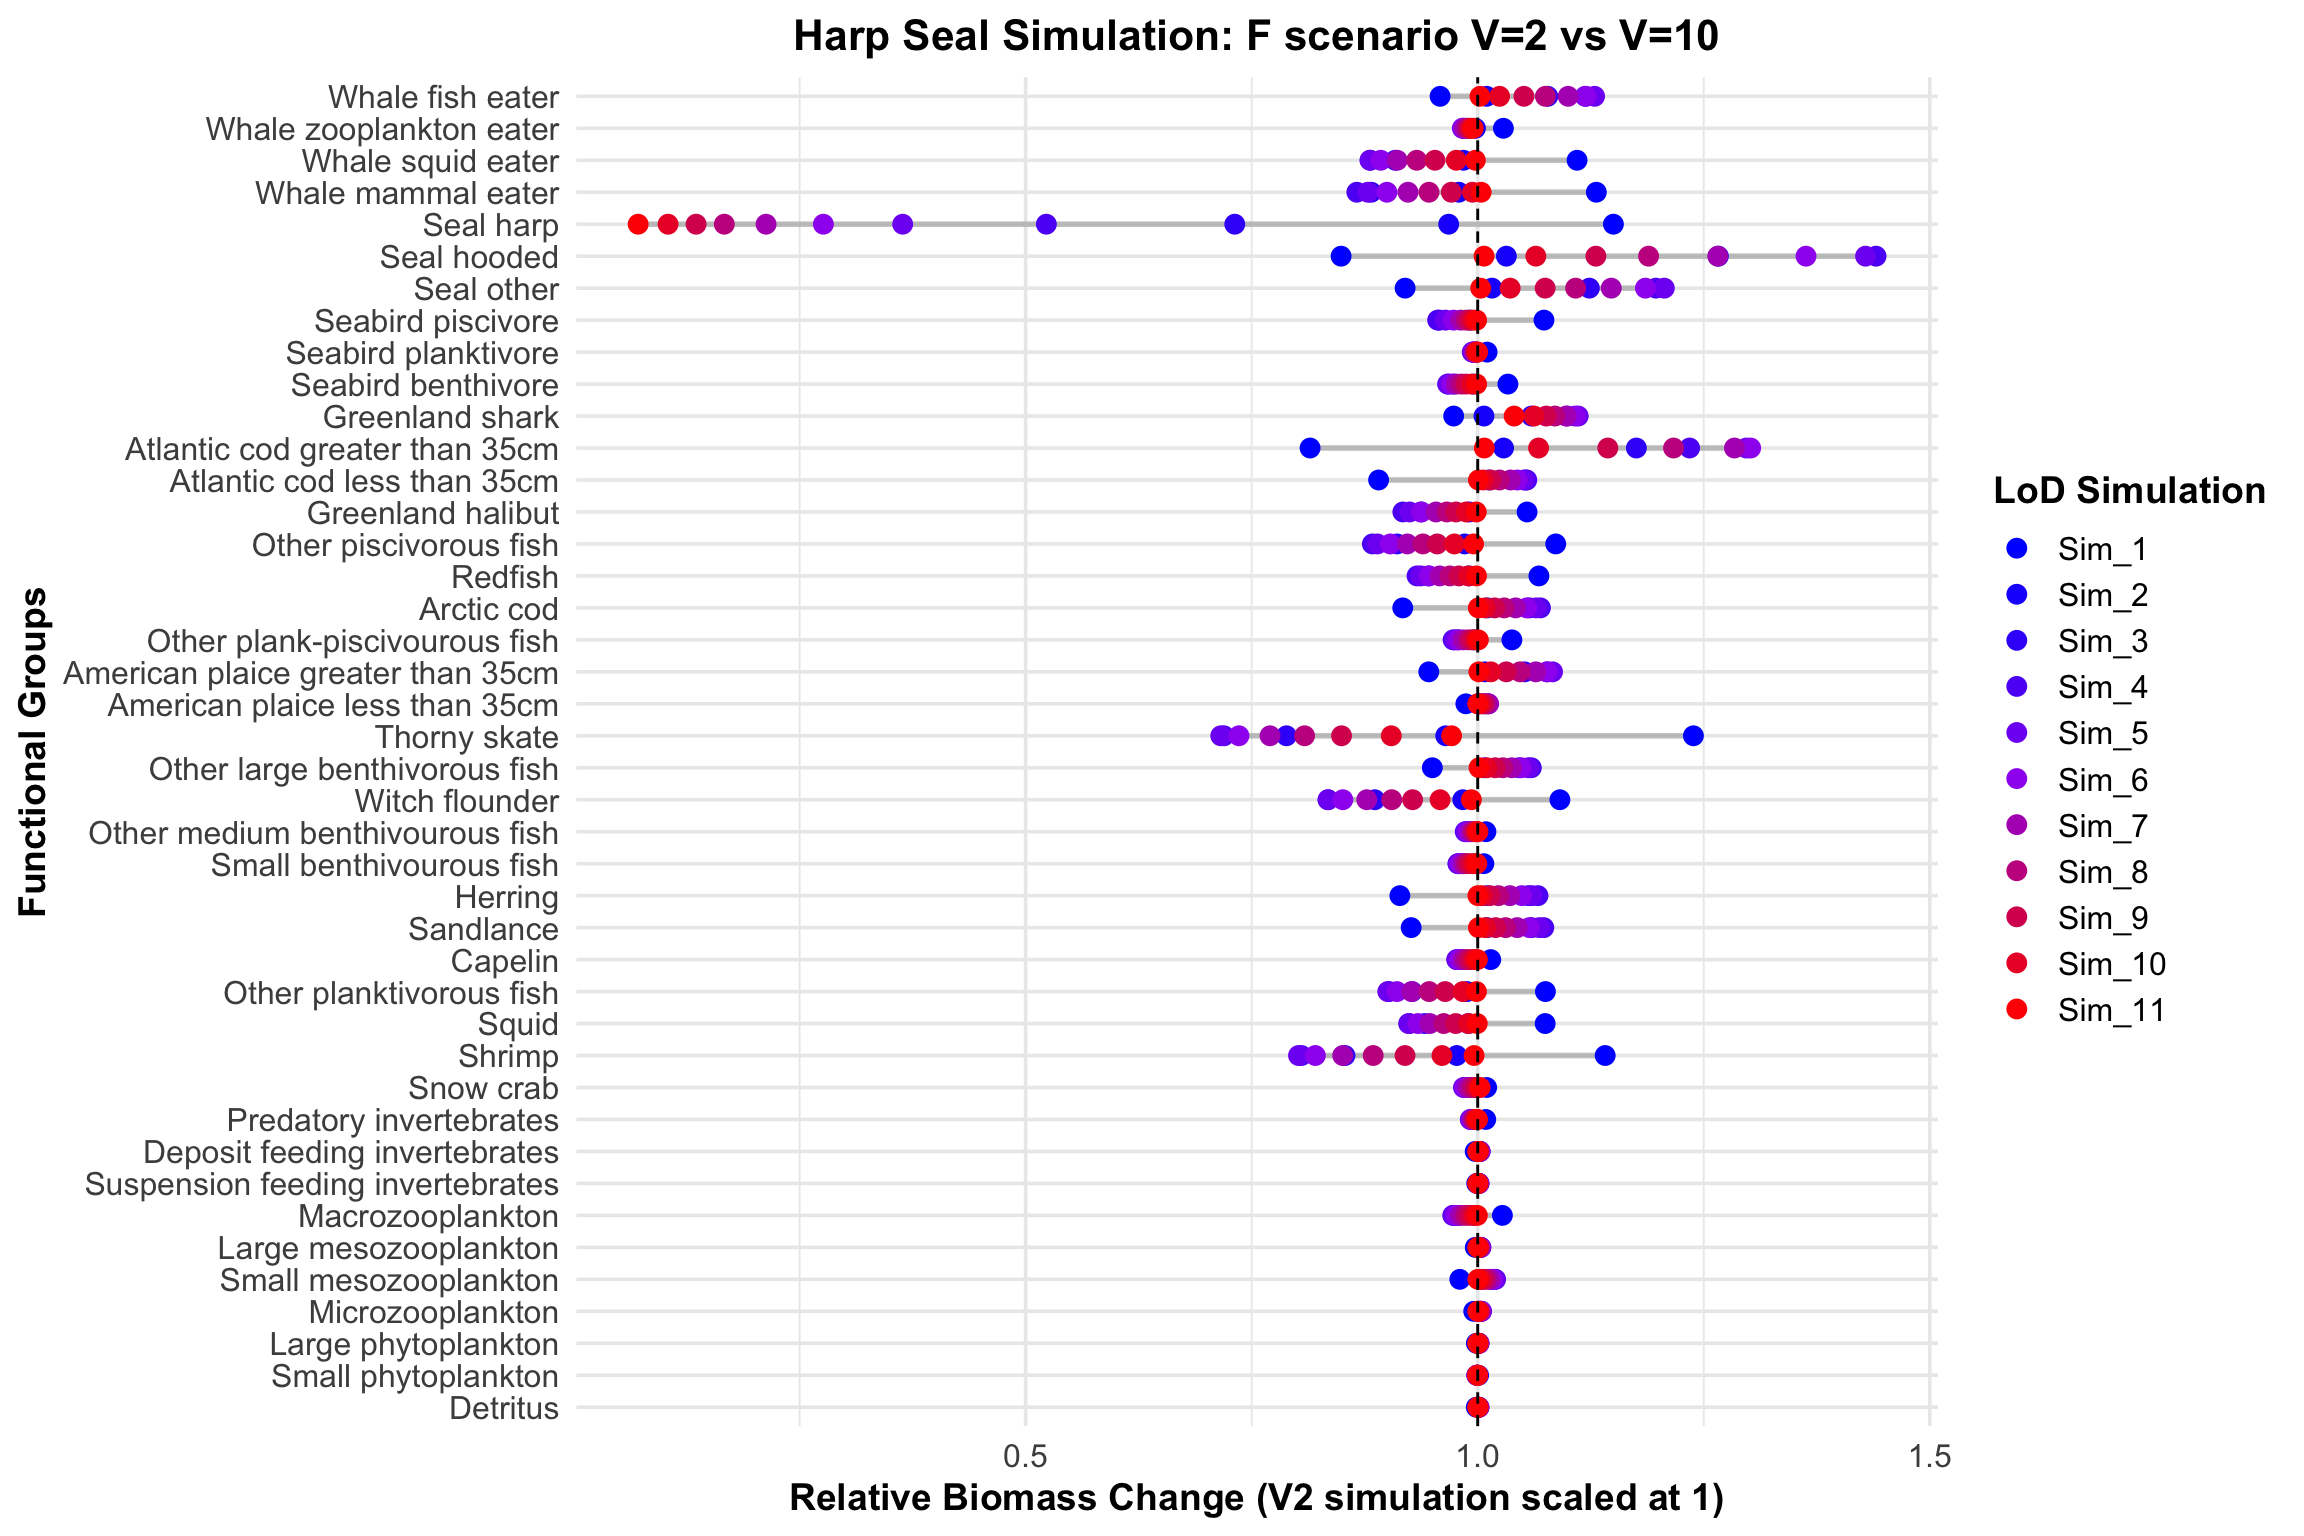 Harp Seal Simulation: F scenario V=2 vs V=10
Functional Groups
Whale fish eater
Whale zooplankton eater
Whale squid eater
Whale mammal eater
Seal harp
Seal hooded
Seal other
Seabird piscivore
Seabird planktivore
Seabird benthivore
Greenland shark
Atlantic cod greater than 35cm
Atlantic cod less than 35cm
Greenland halibut
Other piscivorous fish
Redfish
Arctic cod
Other plank-piscivourous fish
American plaice greater than 35cm
American plaice less than 35cm
Thorny skate
Other large benthivorous fish
Witch flounder
Other medium benthivourous fish
Small benthivourous fish
Herring
Sandlance
Capelin
Other planktivorous fish
Squid
Shrimp
Snow crab
Predatory invertebrates
Deposit feeding invertebrates
Suspension feeding invertebrates
Macrozooplankton
Large mesozooplankton
Small mesozooplankton
Microzooplankton
Large phytoplankton
Small phytoplankton
Detritus
0.5 1.0 1.5
Relative Biomass Change (V2 simulation scaled at 1)
LoD Simulation
Sim_1
Sim_2
Sim_3
Sim_4
Sim_5
Sim_6
Sim_7
Sim_8
Sim_9
Sim_10
Sim_11